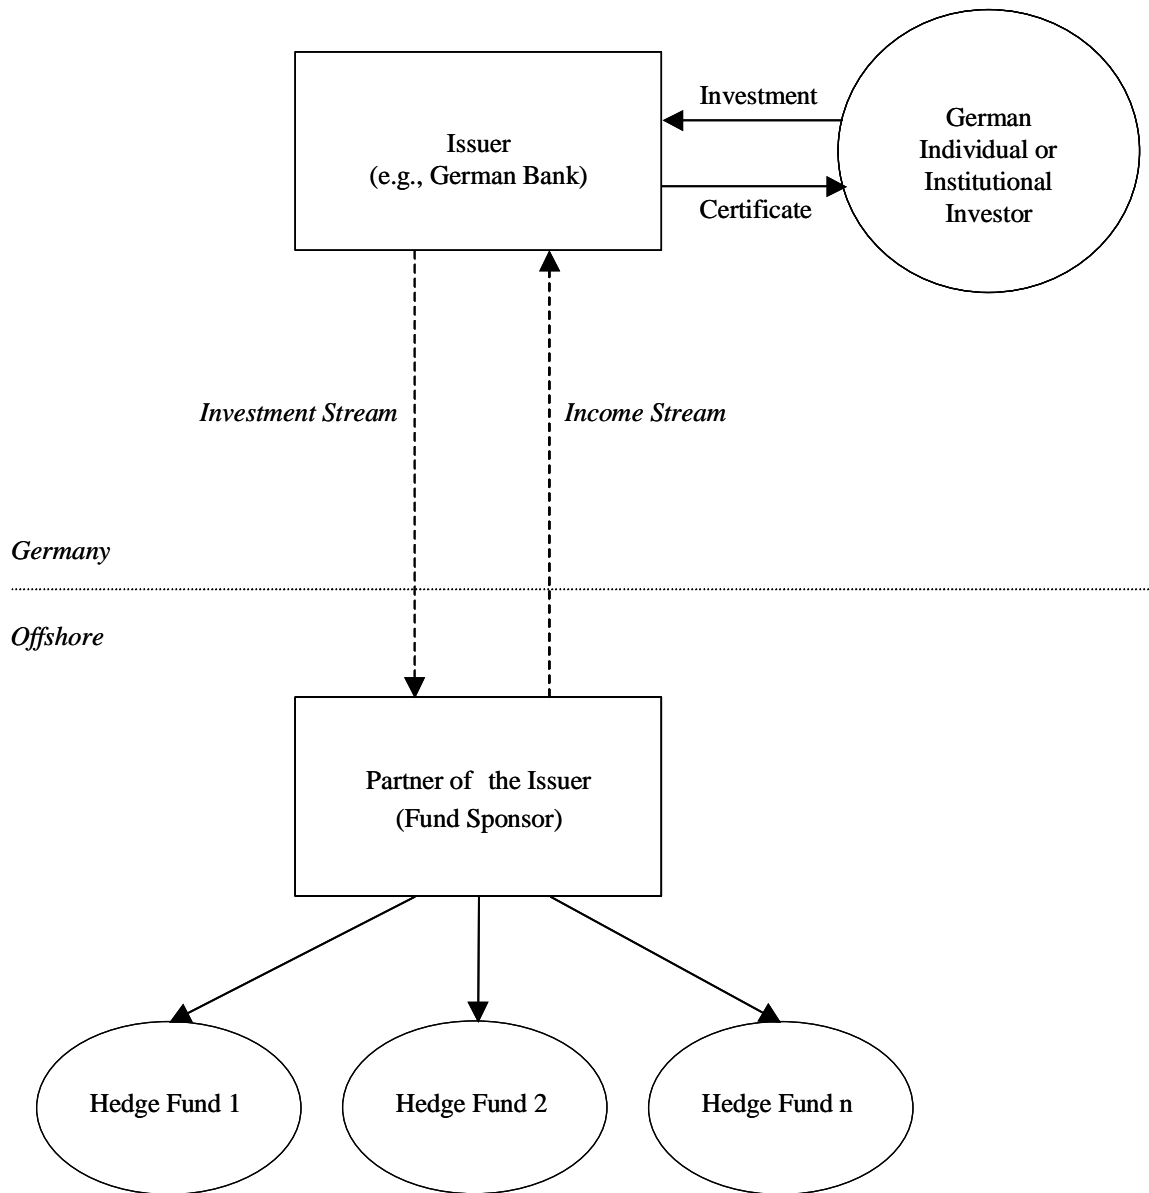 Investment
Issuer
(e.g., German Bank)
German
Individual or
Institutional
Investor
Certificate
Investment Stream
Income Stream
Germany
Offshore
Partner of the Issuer
(Fund Sponsor)
Hedge Fund 1
Hedge Fund 2
Hedge Fund n